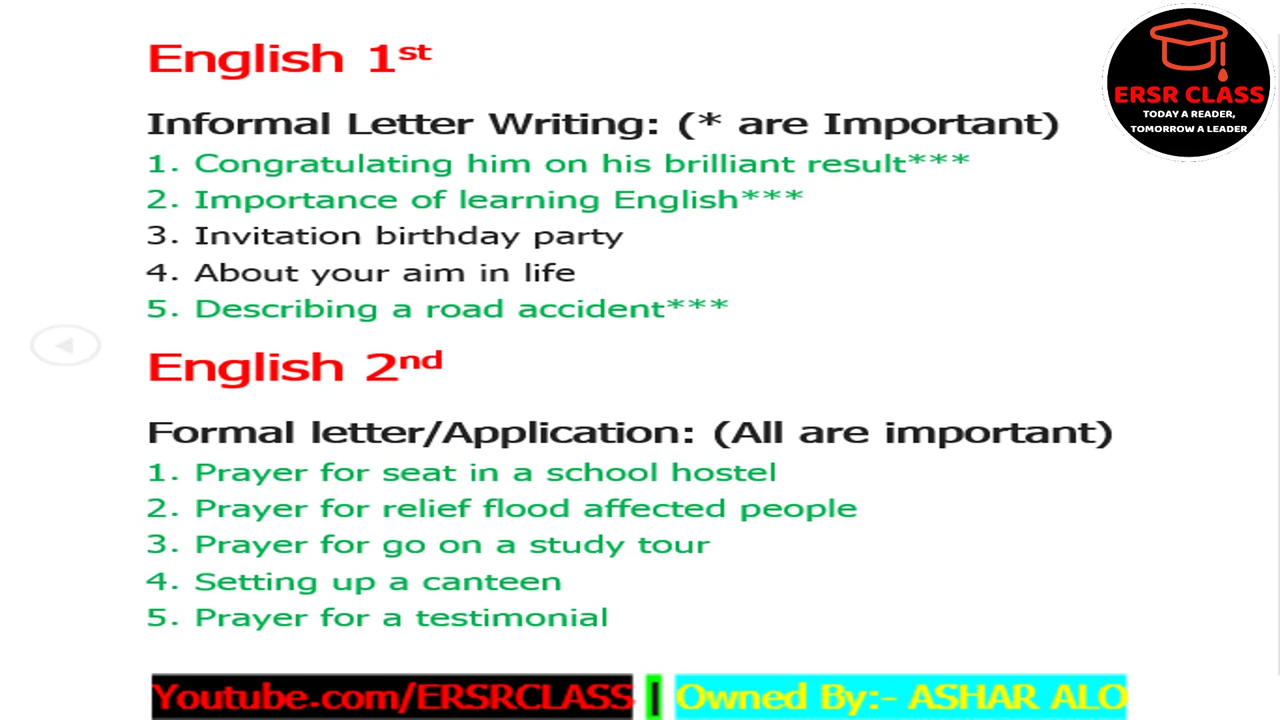 English 1st
ERSR CLASS
TODAY A READER,
TOMORROW A LEADER
Informal Letter Writing: (* are Important)
1. Congratulating him on his brilliant result***
2. Importance of learning English***
3. Invitation birthday party
4. About your aim in life
5. Describing a road accident***
English 2nd
Formal letter/Application: (All are important)
1. Prayer for seat in a school hostel
2. Prayer for relief flood affected people
3. Prayer for go on a study tour
4. Setting up a canteen
5. Prayer for a testimonial
Youtube.com/ERSRCLASS | Owned By:- ASHAR ALO